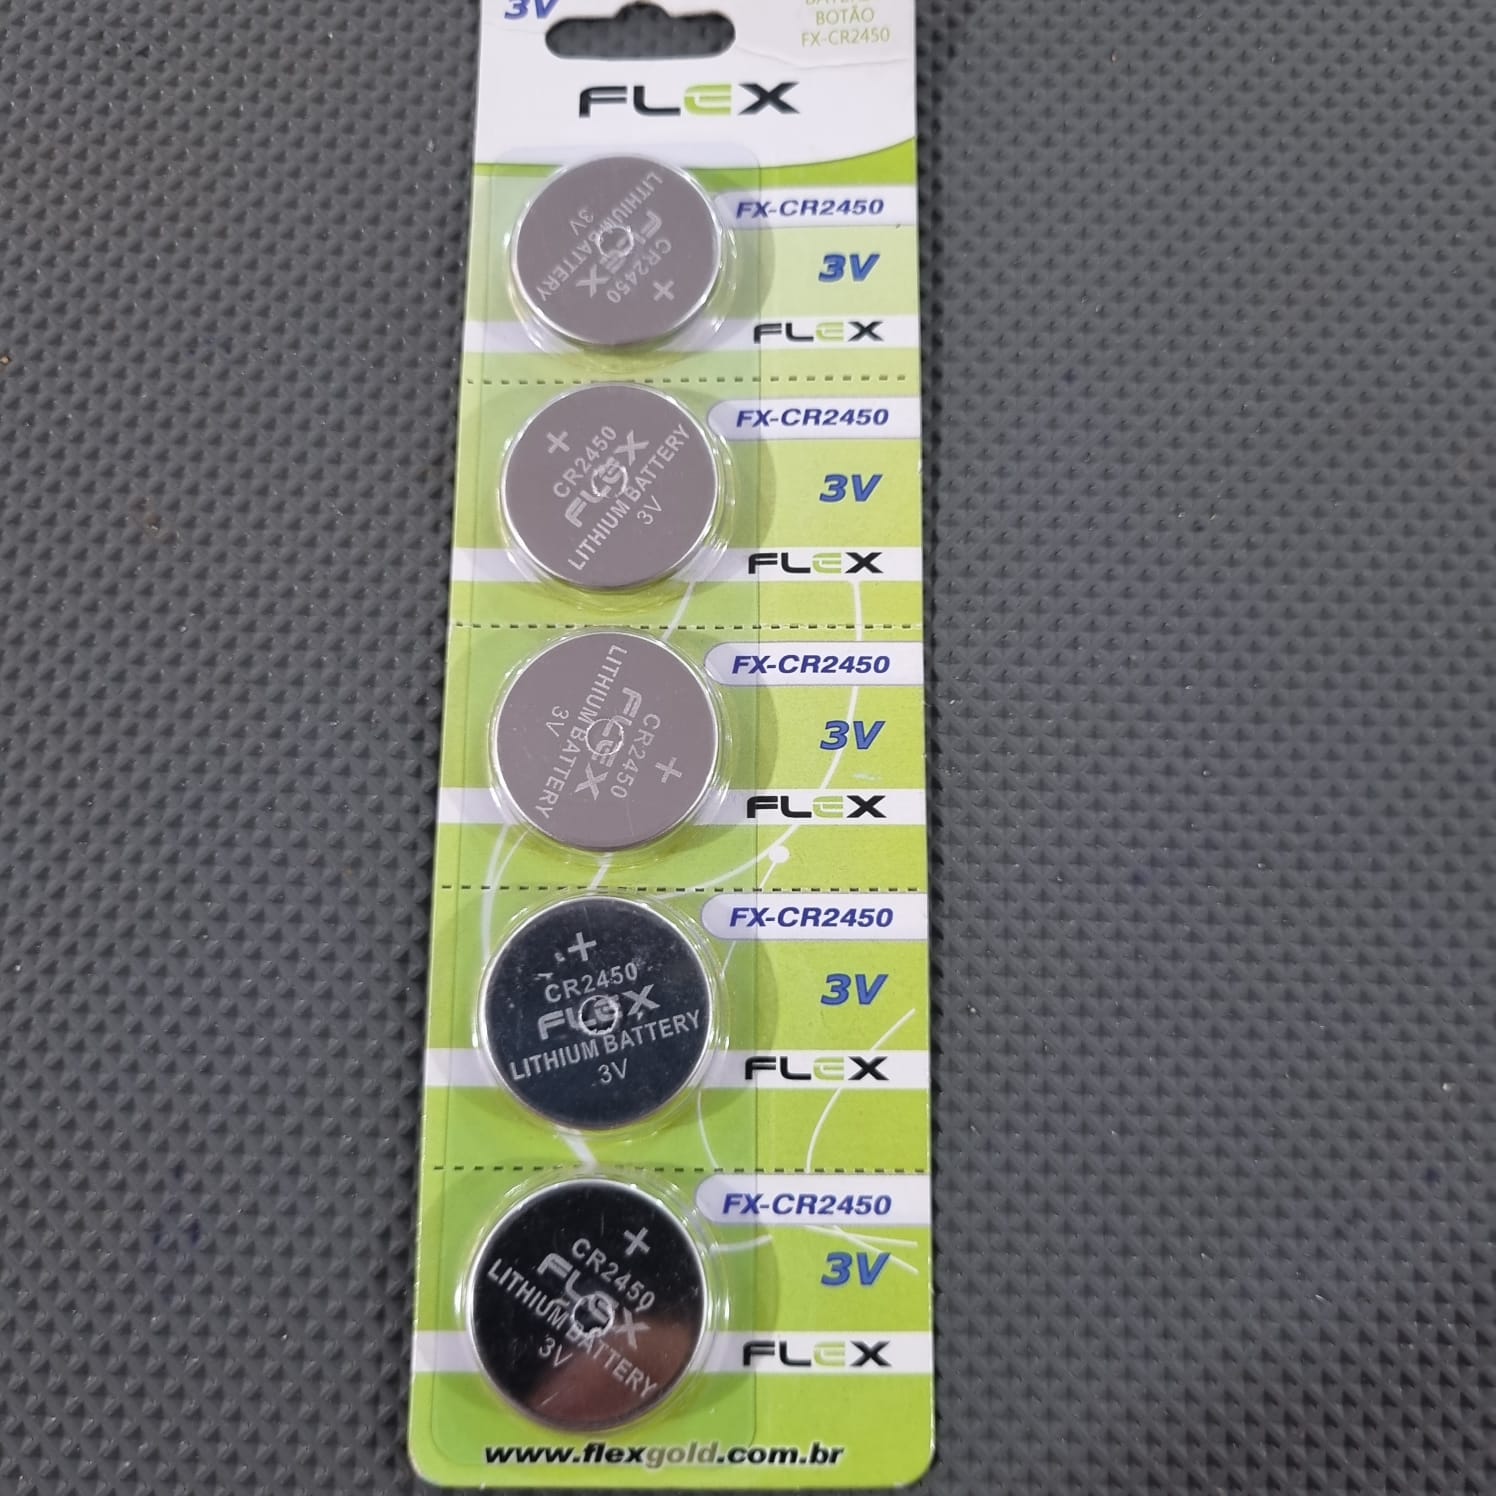 3V
BOTÃO
FX-CR2450
FLEX
LITHIUM BATTERY
3V
FLEX
CR2450
+
FX-CR2450
3V
FLEX
+
CR2450
FLEX
LITHIUM BATTERY
3V
FX-CR2450
3V
FLEX
LITHIUM BATTERY
3V
FLEX
CR2450
+
FX-CR2450
3V
FLEX
+
CR2450
FLEX
LITHIUM BATTERY
3V
FX-CR2450
3V
FLEX
+
CR2450
FLEX
LITHIUM BATTERY
3V
FX-CR2450
3V
FLEX
www.flexgold.com.br